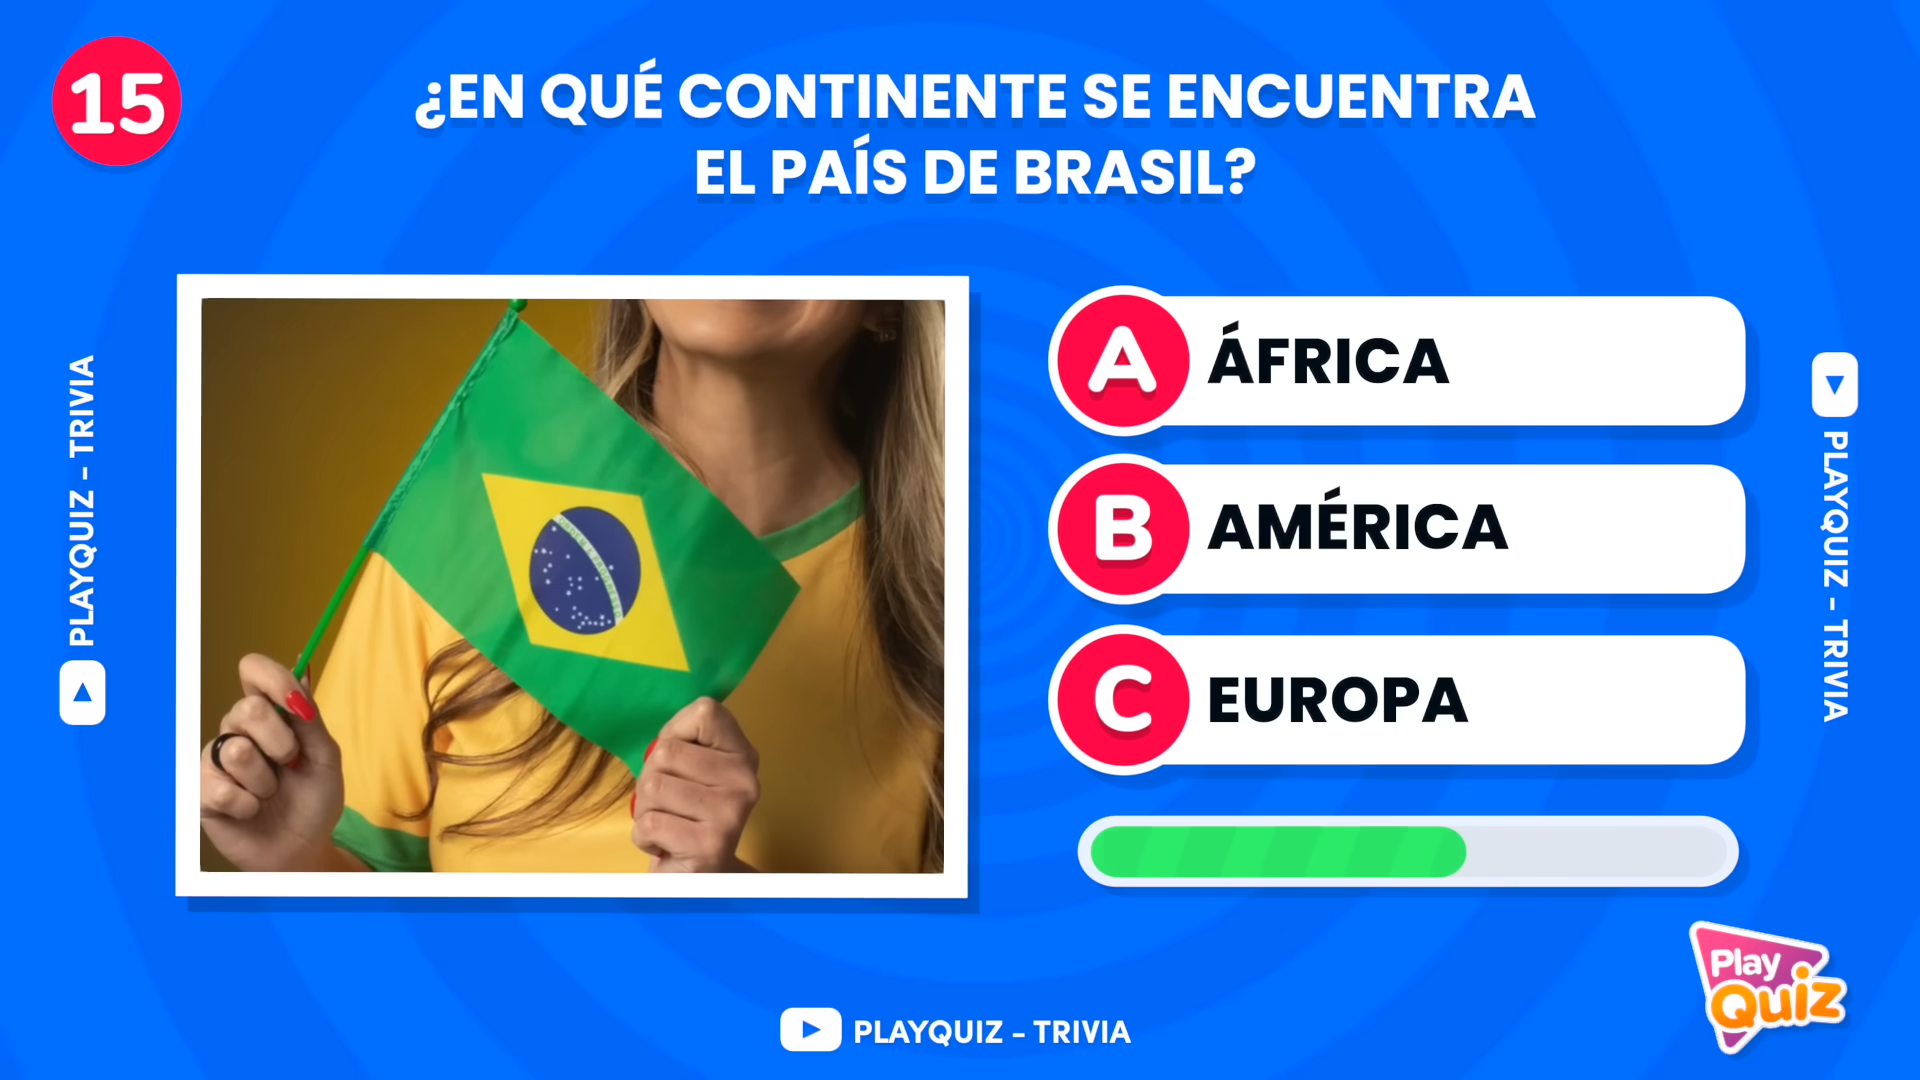 15
¿EN QUÉ CONTINENTE SE ENCUENTRA
EL PAÍS DE BRASIL?
A ÁFRICA
B AMÉRICA
C EUROPA
PLAYQUIZ - TRIVIA
PLAYQUIZ - TRIVIA
PLAYQUIZ - TRIVIA
Play
Quiz